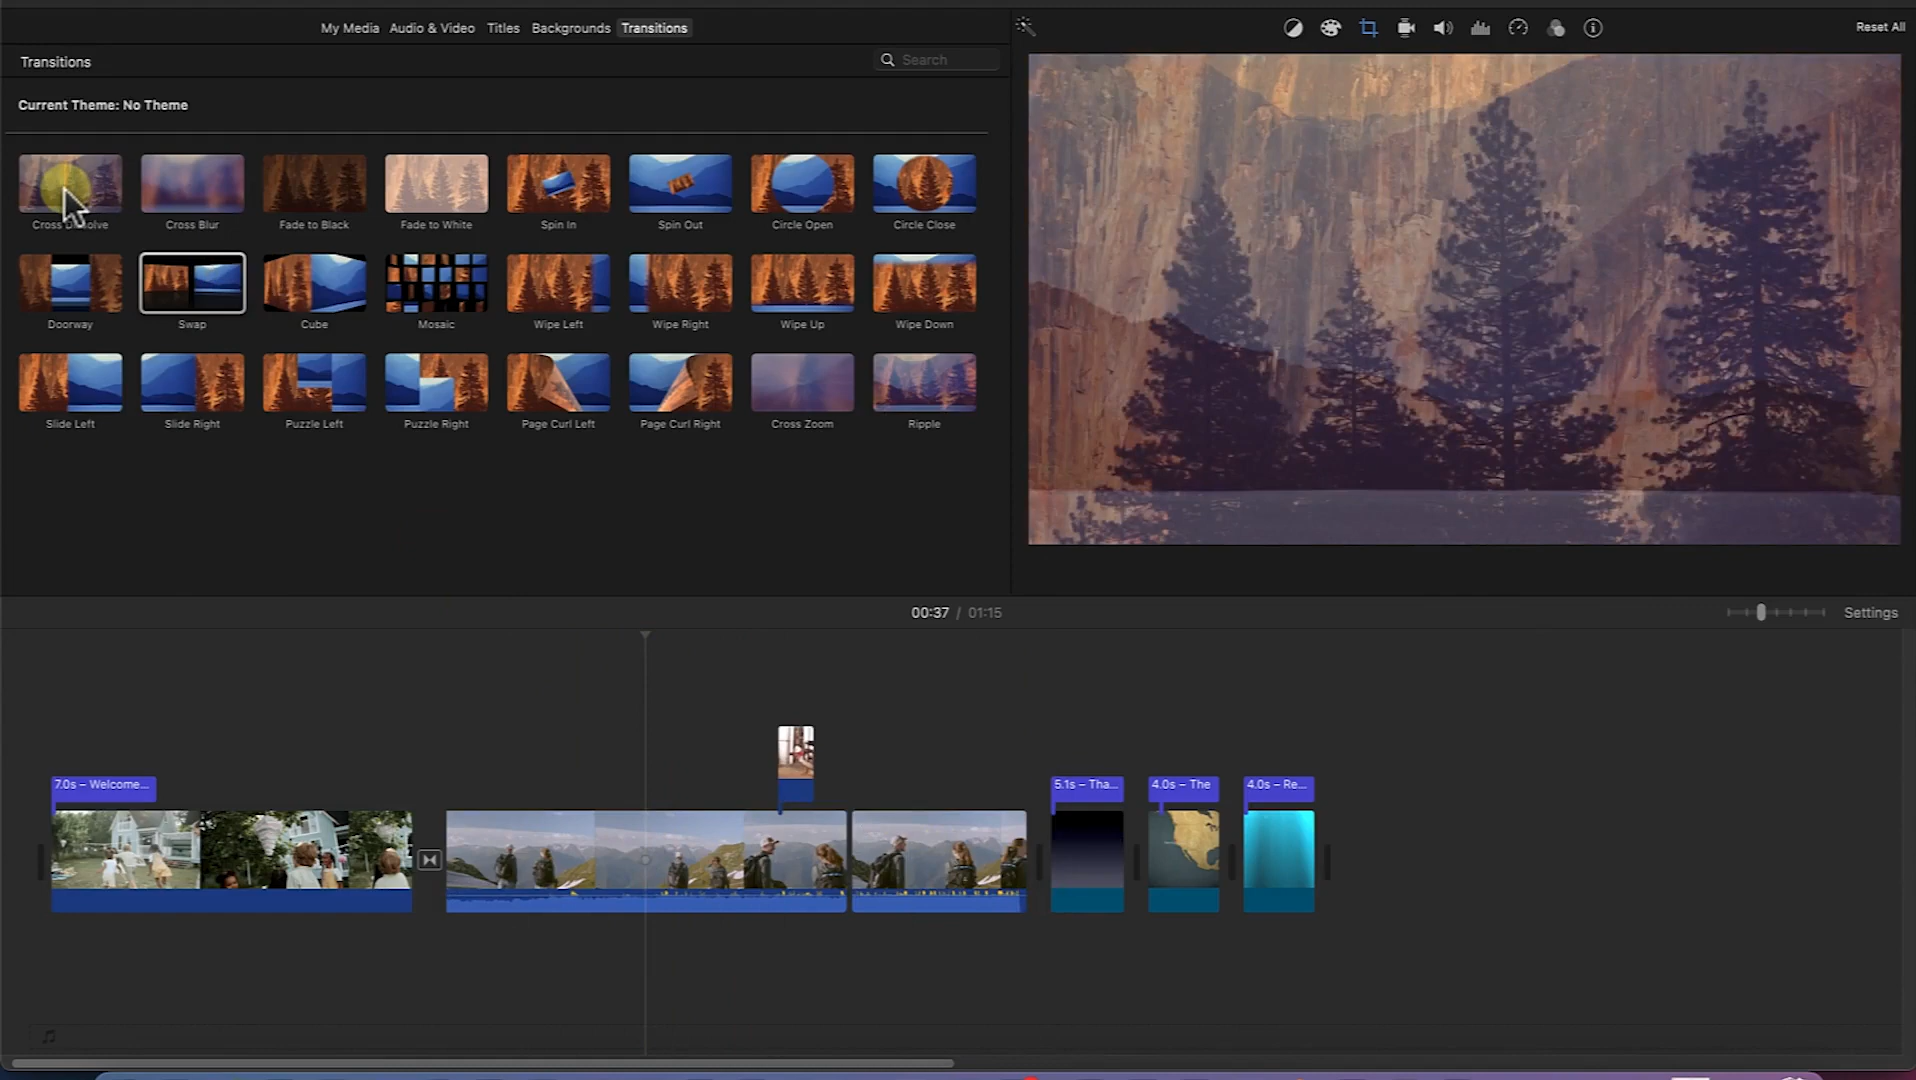 My Media Audio & Video Titles Backgrounds Transitions
Reset All
Transitions
Search
Current Theme: No Theme
Cross Dissolve Cross Blur Fade to Black Fade to White Spin In Spin Out Circle Open Circle Close
Doorway Swap Cube Mosaic Wipe Left Wipe Right Wipe Up Wipe Down
Slide Left Slide Right Puzzle Left Puzzle Right Page Curl Left Page Curl Right Cross Zoom Ripple
00:37 / 01:15
Settings
7.0s – Welcome...
5.1s – Tha...
4.0s – The
4.0s – Re...